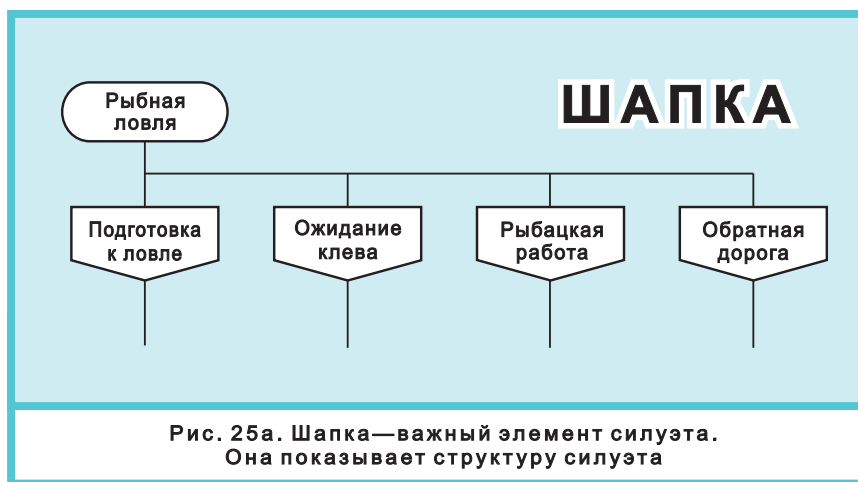 ШАПКА
Рыбная
ловля
Подготовка
к ловле
Ожидание
клева
Рыбацкая
работа
Обратная
дорога
Рис. 25а. Шапка—важный элемент силуэта.
Она показывает структуру силуэта